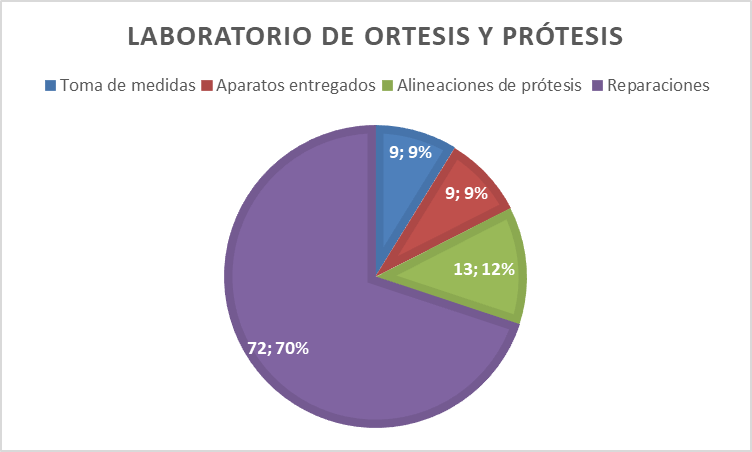 LABORATORIO DE ORTESIS Y PRÓTESIS
Toma de medidas Aparatos entregados Alineaciones de prótesis Reparaciones
9; 9%
9; 9%
13; 12%
72; 70%